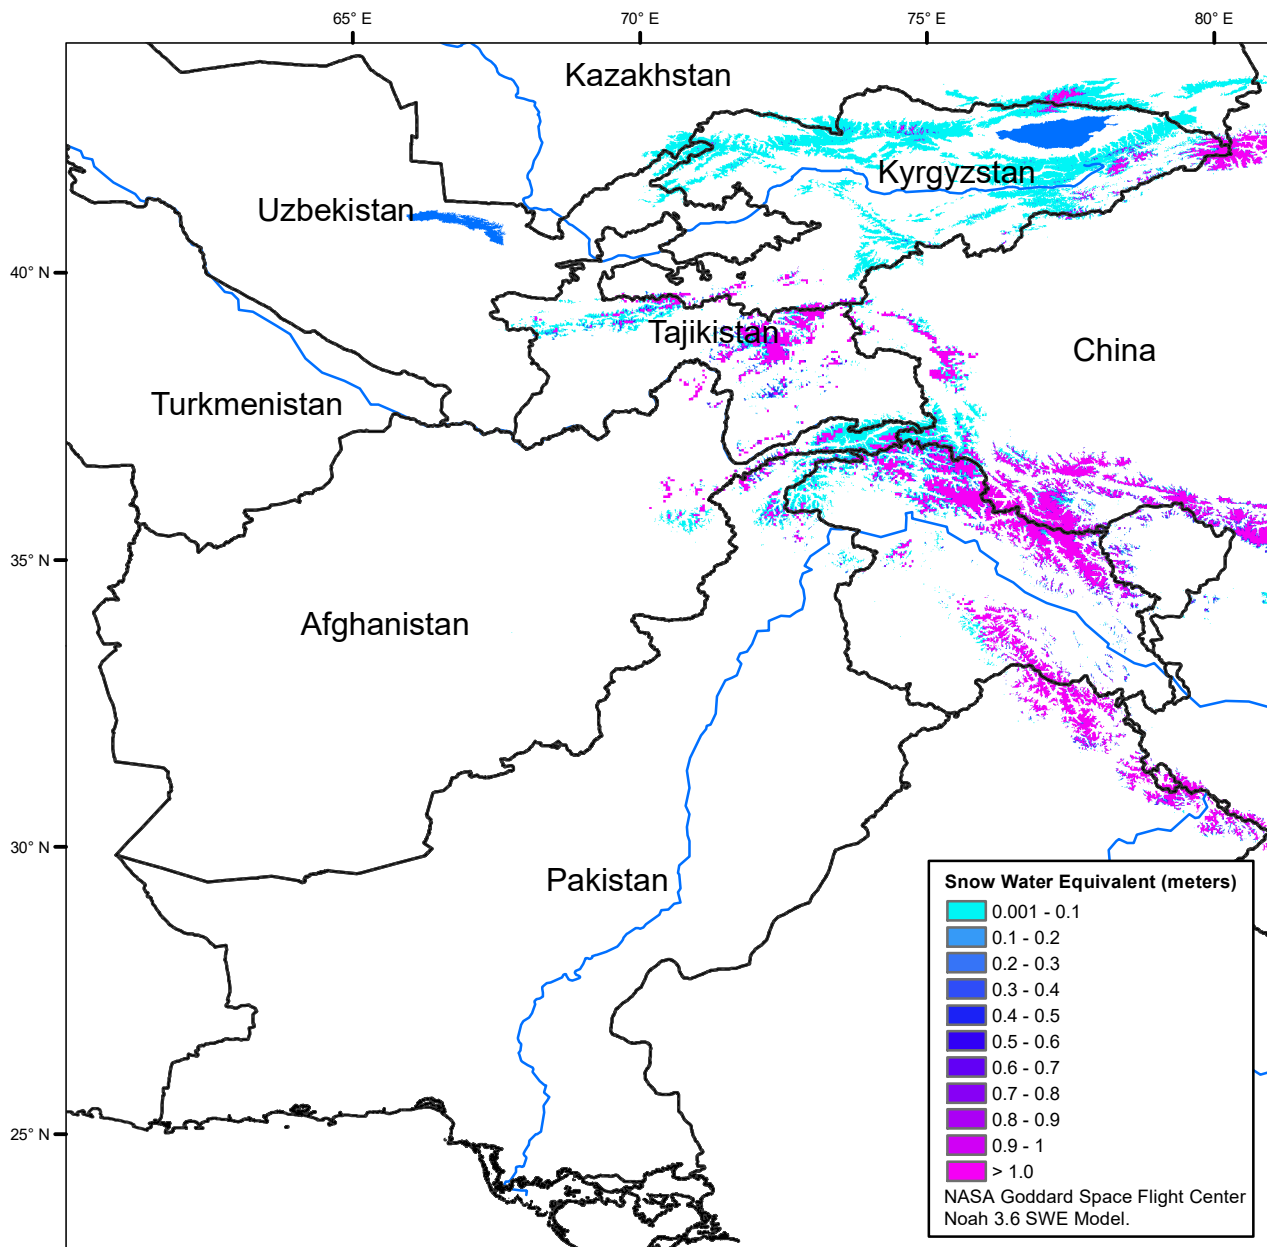 65° E
70° E
75° E
80° E
Kazakhstan
Kyrgyzstan
Uzbekistan
40° N
Tajikistan
China
Turkmenistan
35° N
Afghanistan
30° N
Pakistan
25° N
Snow Water Equivalent (meters)
0.001 - 0.1
0.1 - 0.2
0.2 - 0.3
0.3 - 0.4
0.4 - 0.5
0.5 - 0.6
0.6 - 0.7
0.7 - 0.8
0.8 - 0.9
0.9 - 1
> 1.0
NASA Goddard Space Flight Center
Noah 3.6 SWE Model.